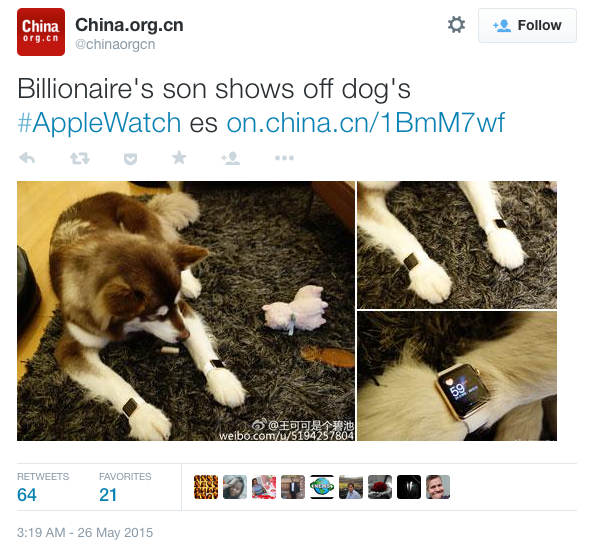 China
org.cn
China.org.cn
@chinaorgcn
Follow
Billionaire's son shows off dog's
#AppleWatch es on.china.cn/1BmM7wf
@王可可是个碧池
weibo.com/u/5194257804
59
RETWEETS
64
FAVORITES
21
3:19 AM - 26 May 2015